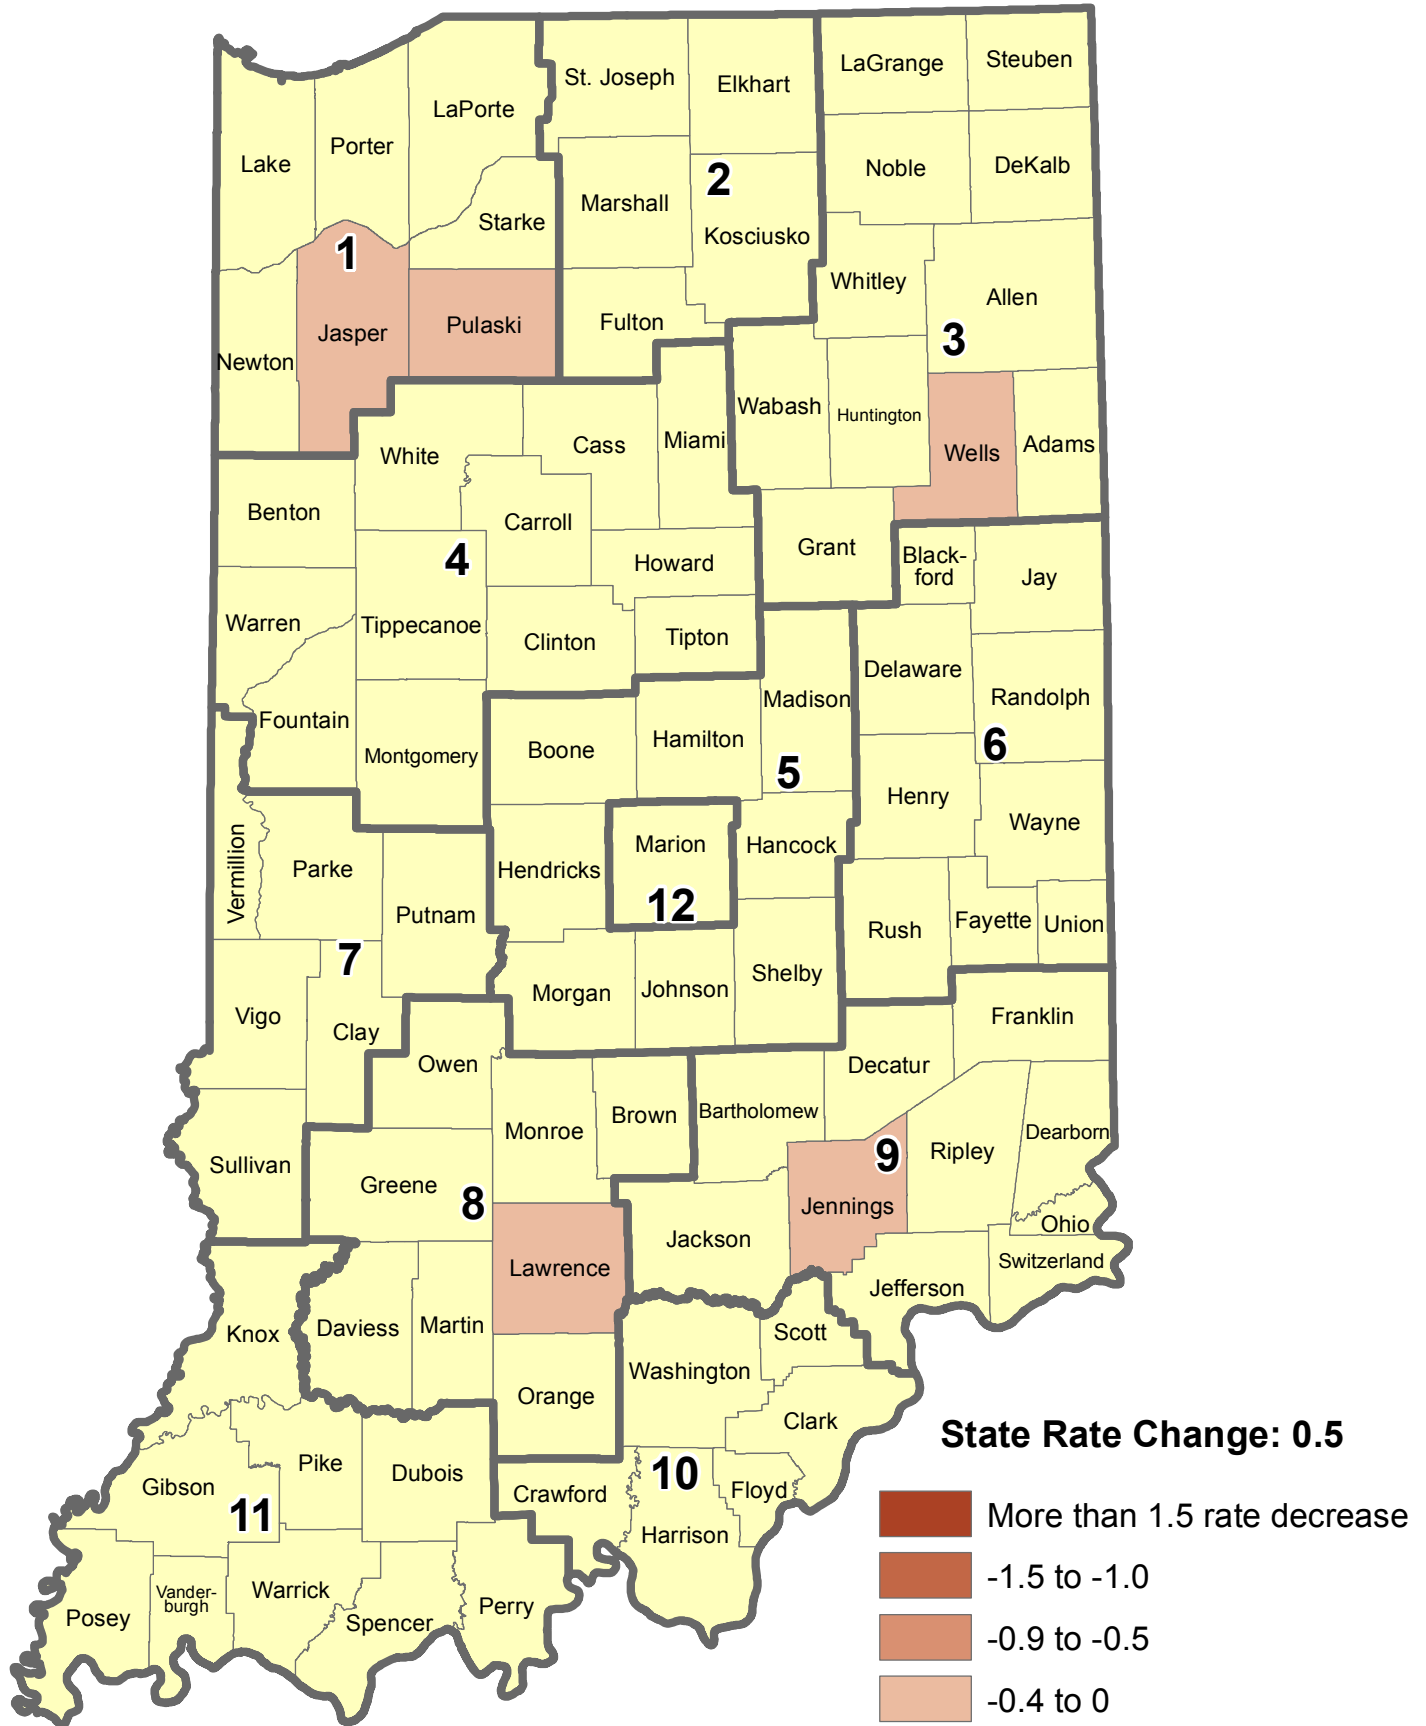 St. Joseph
Elkhart
LaGrange
Steuben
LaPorte
Lake
Porter
Noble
DeKalb
2
Marshall
Starke
Kosciusko
1
Whitley
Allen
Jasper
Pulaski
Fulton
3
Newton
Wabash
Huntington
White
Cass
Miami
Wells
Adams
Benton
Carroll
4
Howard
Grant
Black-
ford
Jay
Warren
Tippecanoe
Clinton
Tipton
Delaware
Madison
Randolph
Fountain
Montgomery
Boone
Hamilton
5
6
Henry
Wayne
Vermillion
Parke
Putnam
Hendricks
Marion
12
Hancock
Rush
Fayette
Union
7
Vigo
Clay
Morgan
Johnson
Shelby
Franklin
Owen
Decatur
Monroe
Brown
Bartholomew
Dearborn
Sullivan
Greene
8
9
Ripley
Jennings
Jackson
Ohio
Switzerland
Lawrence
Jefferson
Knox
Daviess
Martin
Scott
Washington
Orange
Clark
Gibson
Pike
Dubois
Crawford
10
Floyd
11
Harrison
Posey
Vander-
burgh
Warrick
Spencer
Perry
State Rate Change: 0.5
More than 1.5 rate decrease
-1.5 to -1.0
-0.9 to -0.5
-0.4 to 0